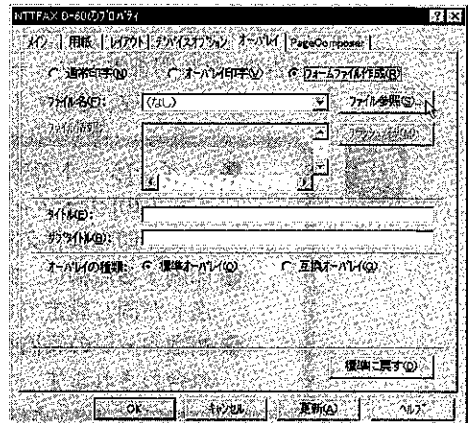 NTTFAX D-60のプロパティ
メイン 用紙 レイアウト デバイスオプション オーバレイ PageComposer
通常印字(N) オーバレイ印字(V) フォームファイル作成(R)
ファイル名(F): (なし) ファイル参照(S)...
タイトル(E):
サブタイトル(B):
オーバレイの種類: 標準オーバレイ(O) 互換オーバレイ(Q)
標準に戻す(D)
OK キャンセル 更新(A) ヘルプ